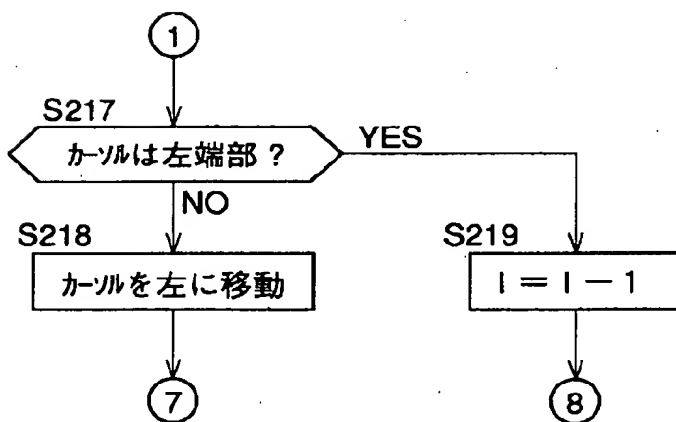 1
S217
カーソルは左端部?
YES
NO
S218
カーソルを左に移動
S219
I = I − 1
7
8